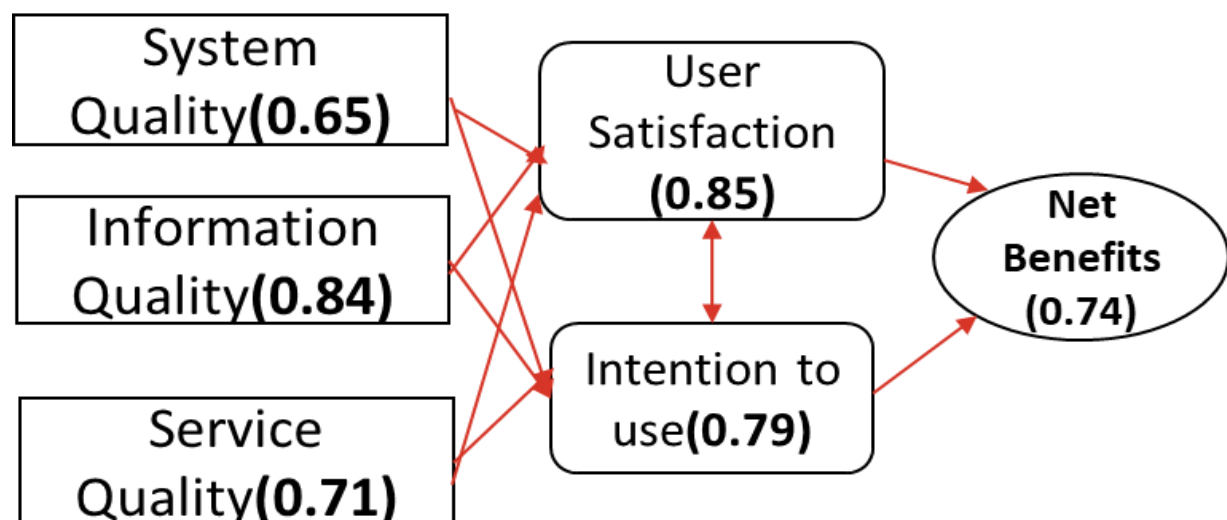 System
Quality(0.65)
Information
Quality(0.84)
Service
Quality(0.71)
User
Satisfaction
(0.85)
Intention to
use(0.79)
Net
Benefits
(0.74)